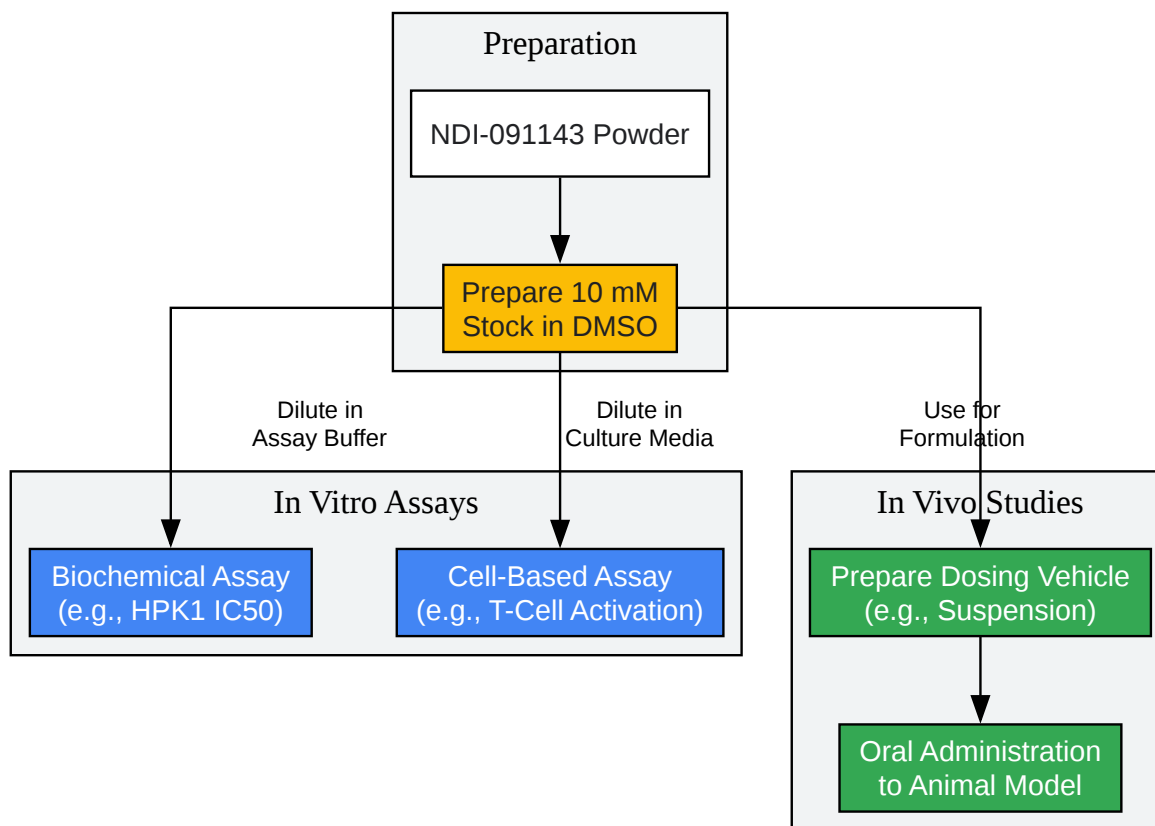 Preparation
NDI-091143 Powder
Prepare 10 mM
Stock in DMSO
Dilute in
Assay Buffer
Dilute in
Culture Media
Use for
Formulation
In Vitro Assays
Biochemical Assay
(e.g., HPK1 IC50)
Cell-Based Assay
(e.g., T-Cell Activation)
In Vivo Studies
Prepare Dosing Vehicle
(e.g., Suspension)
Oral Administration
to Animal Model